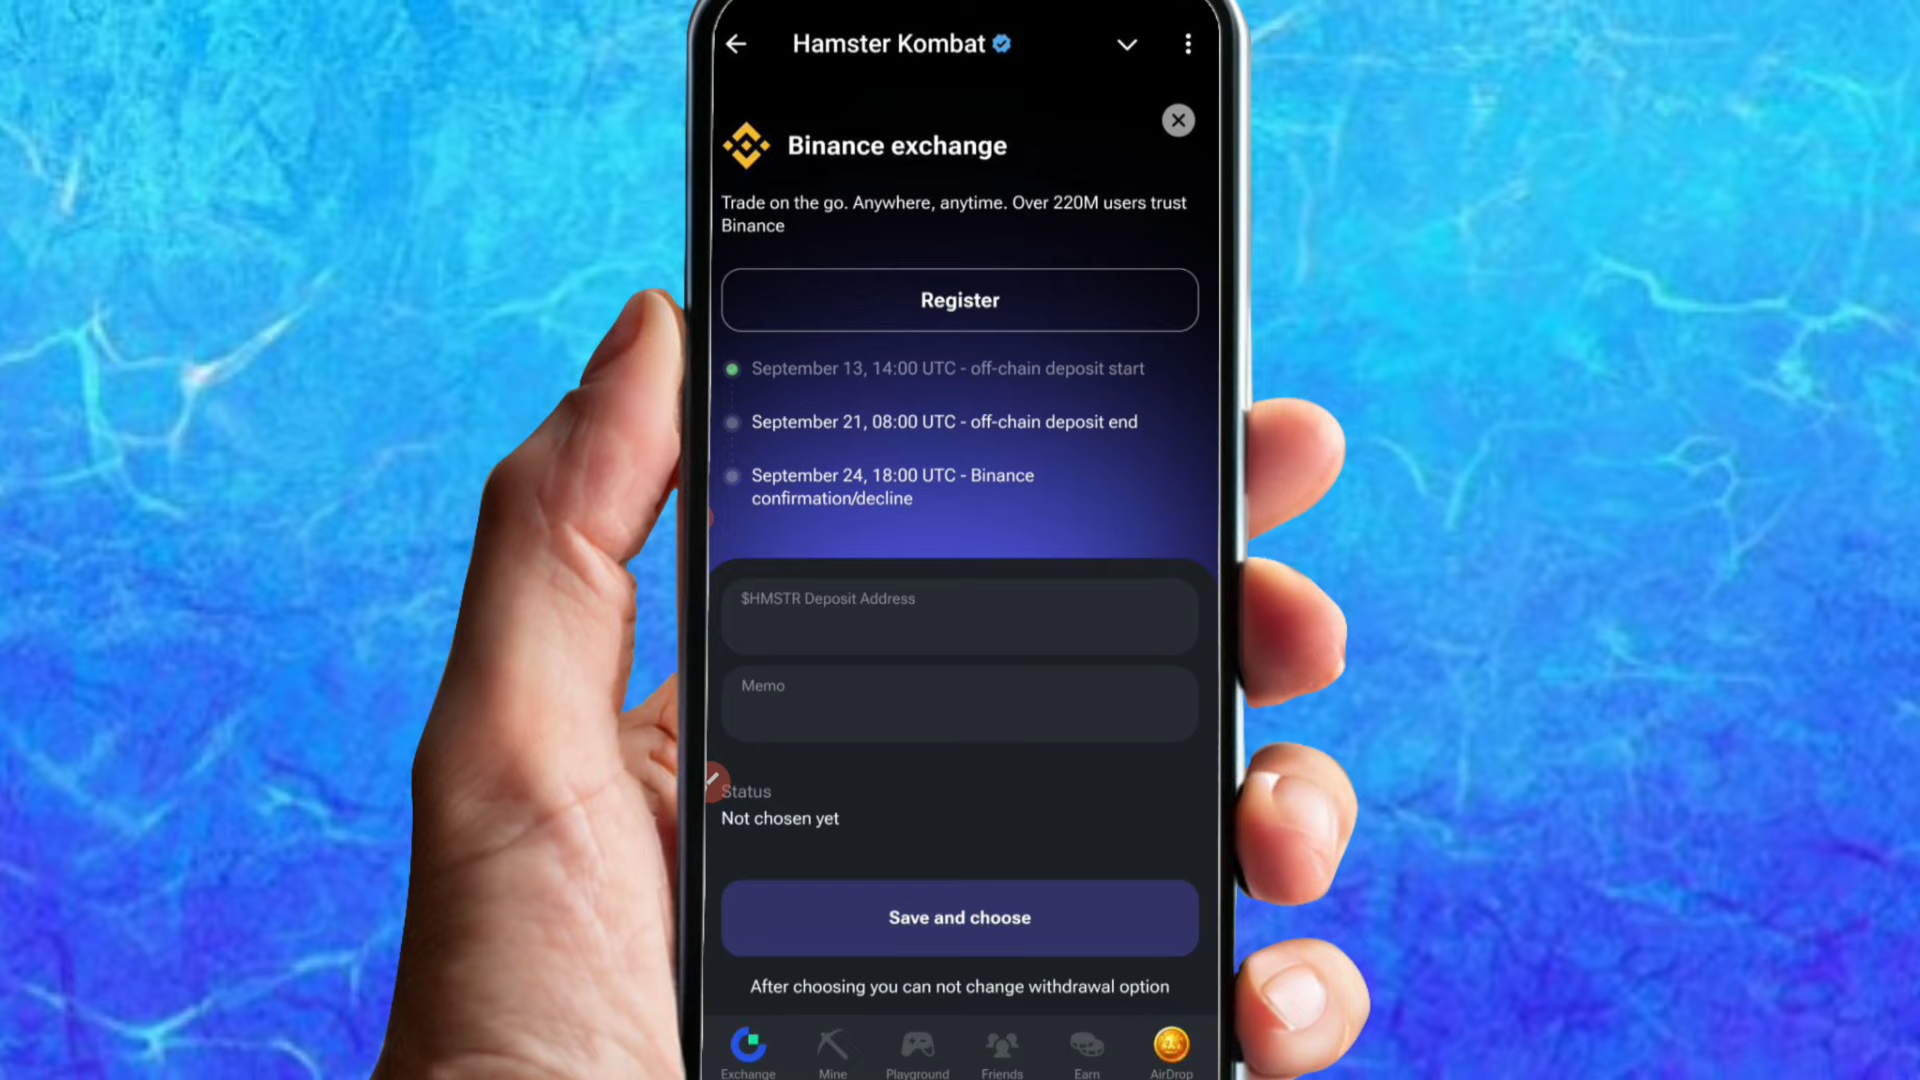 Hamster Kombat
Binance exchange
Trade on the go. Anywhere, anytime. Over 220M users trust
Binance
Register
September 13, 14:00 UTC - off-chain deposit start
September 21, 08:00 UTC - off-chain deposit end
September 24, 18:00 UTC - Binance
confirmation/decline
$HMSTR Deposit Address
Memo
Status
Not chosen yet
Save and choose
After choosing you can not change withdrawal option
Exchange Mine Playground Friends Earn AirDrop